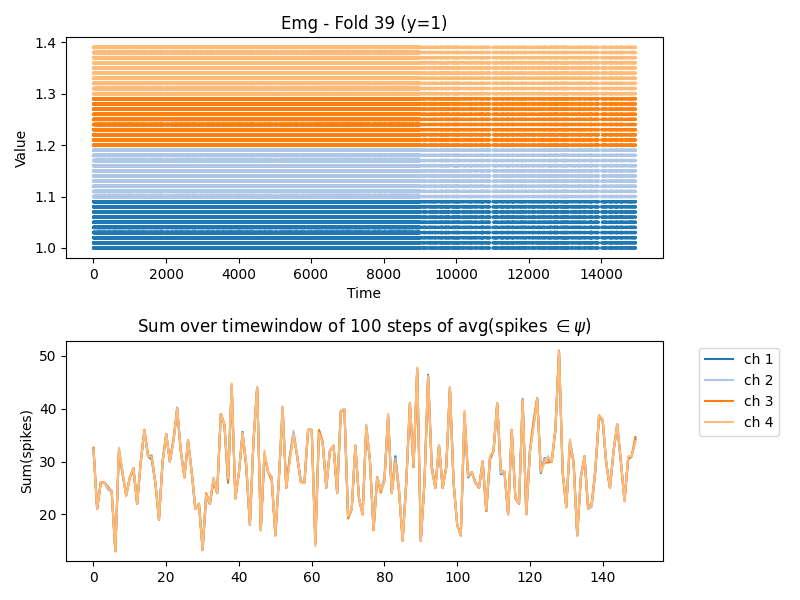 Emg - Fold 39 (y=1)
1.4
1.3
1.2
1.1
1.0
Value
0 2000 4000 6000 8000 10000 12000 14000
Time
Sum over timewindow of 100 steps of avg(spikes ∈ ψ)
50
40
30
20
Sum(spikes)
0 20 40 60 80 100 120 140
ch 1
ch 2
ch 3
ch 4